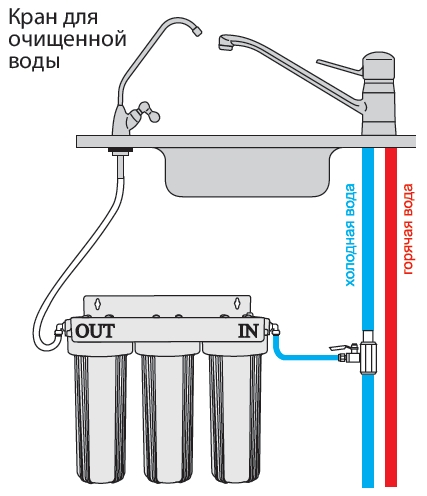 Кран для
очищенной
воды
холодная вода
горячая вода
OUT
IN